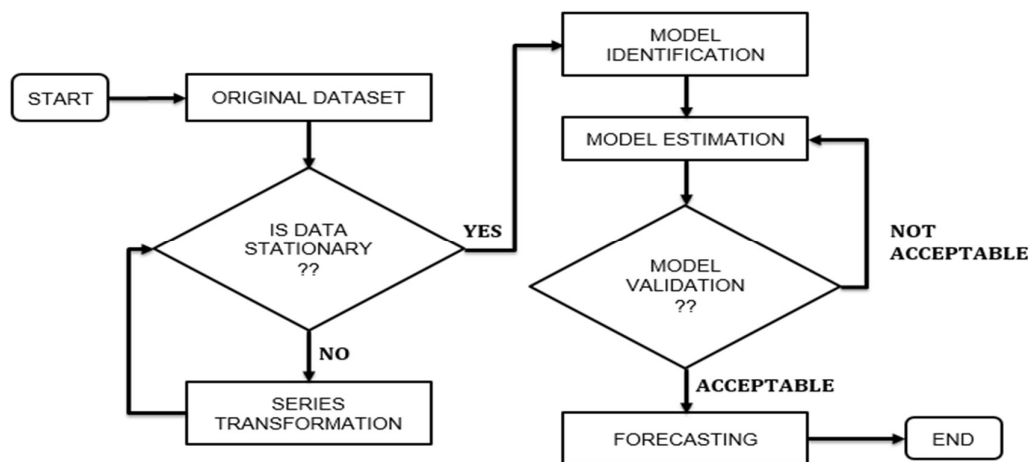 START
ORIGINAL DATASET
IS DATA
STATIONARY
??
YES
NO
SERIES
TRANSFORMATION
MODEL
IDENTIFICATION
MODEL ESTIMATION
MODEL
VALIDATION
??
NOT
ACCEPTABLE
ACCEPTABLE
FORECASTING
END